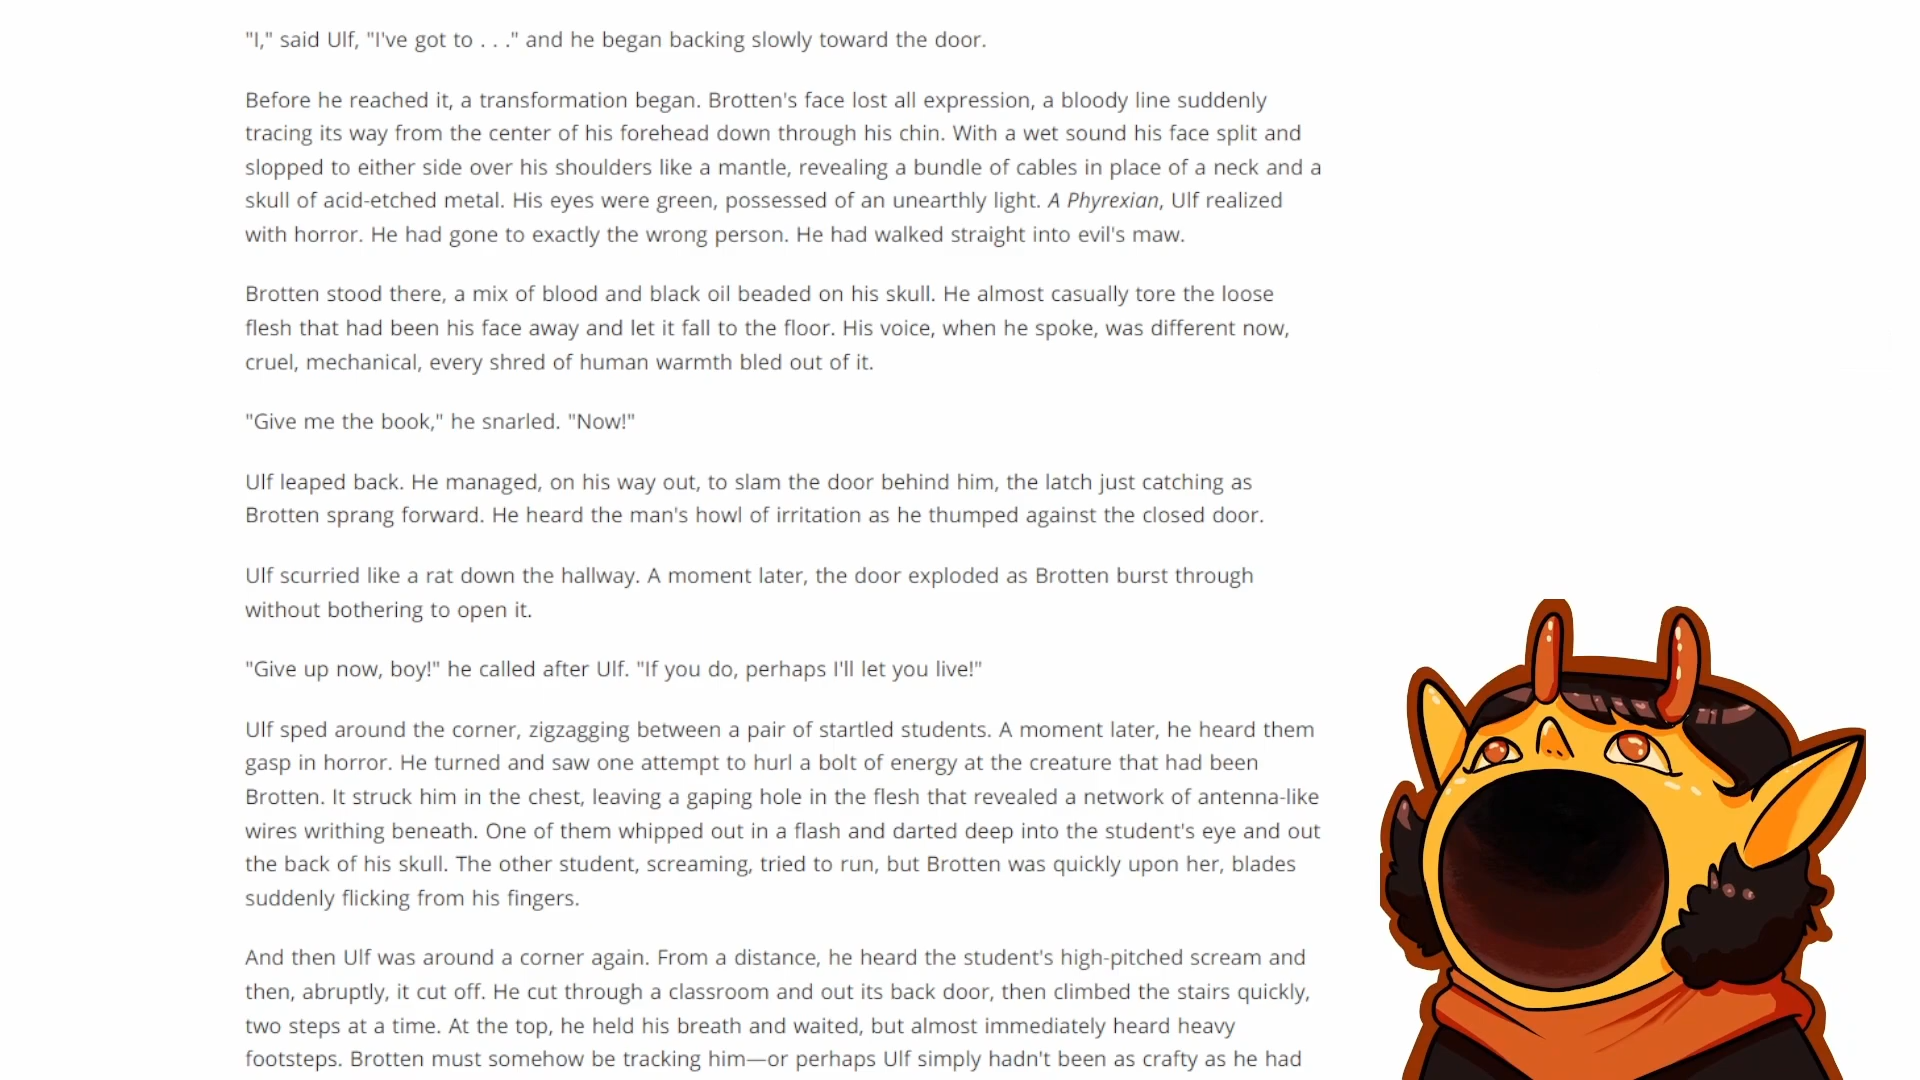 "I," said Ulf, "I've got to . . ." and he began backing slowly toward the door.
Before he reached it, a transformation began. Brotten's face lost all expression, a bloody line suddenly
tracing its way from the center of his forehead down through his chin. With a wet sound his face split and
slopped to either side over his shoulders like a mantle, revealing a bundle of cables in place of a neck and a
skull of acid-etched metal. His eyes were green, possessed of an unearthly light. A Phyrexian, Ulf realized
with horror. He had gone to exactly the wrong person. He had walked straight into evil's maw.
Brotten stood there, a mix of blood and black oil beaded on his skull. He almost casually tore the loose
flesh that had been his face away and let it fall to the floor. His voice, when he spoke, was different now,
cruel, mechanical, every shred of human warmth bled out of it.
"Give me the book," he snarled. "Now!"
Ulf leaped back. He managed, on his way out, to slam the door behind him, the latch just catching as
Brotten sprang forward. He heard the man's howl of irritation as he thumped against the closed door.
Ulf scurried like a rat down the hallway. A moment later, the door exploded as Brotten burst through
without bothering to open it.
"Give up now, boy!" he called after Ulf. "If you do, perhaps I'll let you live!"
Ulf sped around the corner, zigzagging between a pair of startled students. A moment later, he heard them
gasp in horror. He turned and saw one attempt to hurl a bolt of energy at the creature that had been
Brotten. It struck him in the chest, leaving a gaping hole in the flesh that revealed a network of antenna-like
wires writhing beneath. One of them whipped out in a flash and darted deep into the student's eye and out
the back of his skull. The other student, screaming, tried to run, but Brotten was quickly upon her, blades
suddenly flicking from his fingers.
And then Ulf was around a corner again. From a distance, he heard the student's high-pitched scream and
then, abruptly, it cut off. He cut through a classroom and out its back door, then climbed the stairs quickly,
two steps at a time. At the top, he held his breath and waited, but almost immediately heard heavy
footsteps. Brotten must somehow be tracking him—or perhaps Ulf simply hadn't been as crafty as he had